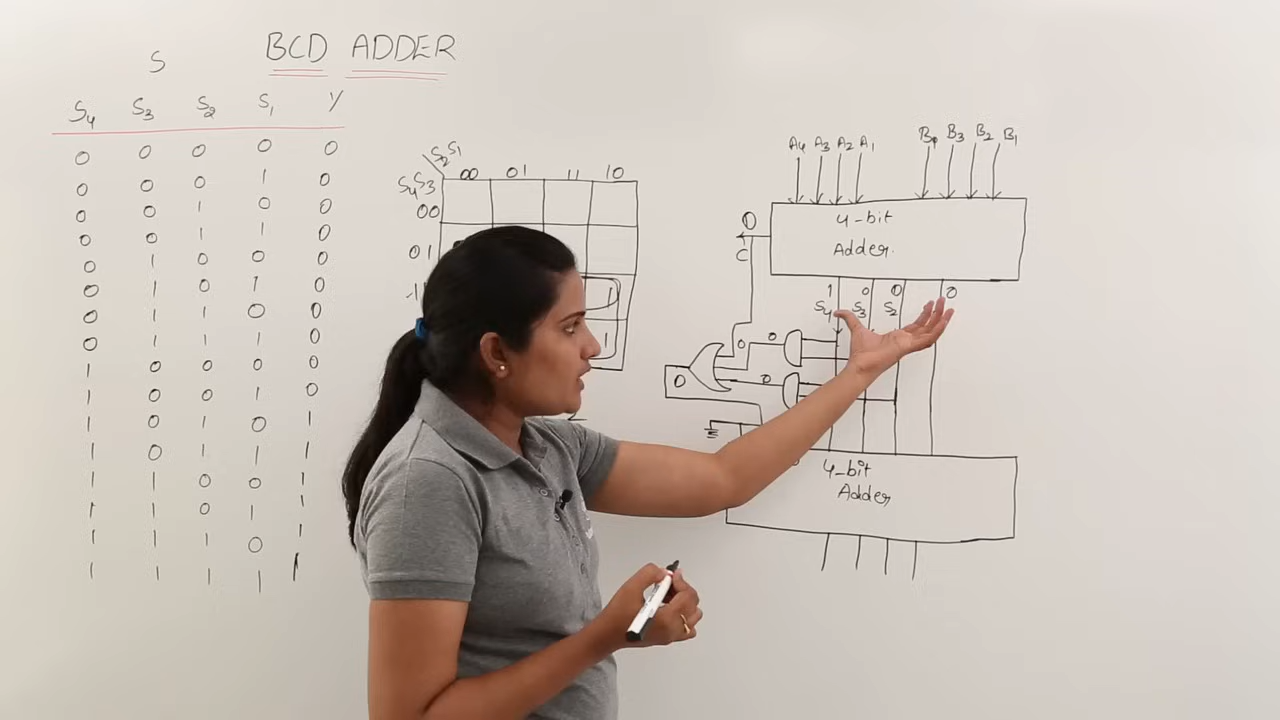 BCD ADDER
S
S4 S3 S2 S1 Y
0 0 0 0 0
0 0 0 1 0
0 0 1 0 0
0 0 1 1 0
0 1 0 0 0
0 1 0 1 0
0 1 1 0 0
0 1 1 1 0
1 0 0 0 0
1 0 0 1 0
1 0 1 0 1
1 0 1 1 1
1 1 0 0 1
1 1 0 1 1
1 1 1 0 1
1 1 1 1 1
S2S1
S4S3 00 01 11 10
00
01
1
1
A4 A3 A2 A1 B4 B3 B2 B1
4-bit
Adder.
0
C
1 0 0 0
S4 S3 S2
0 0
0 0
4-bit
Adder